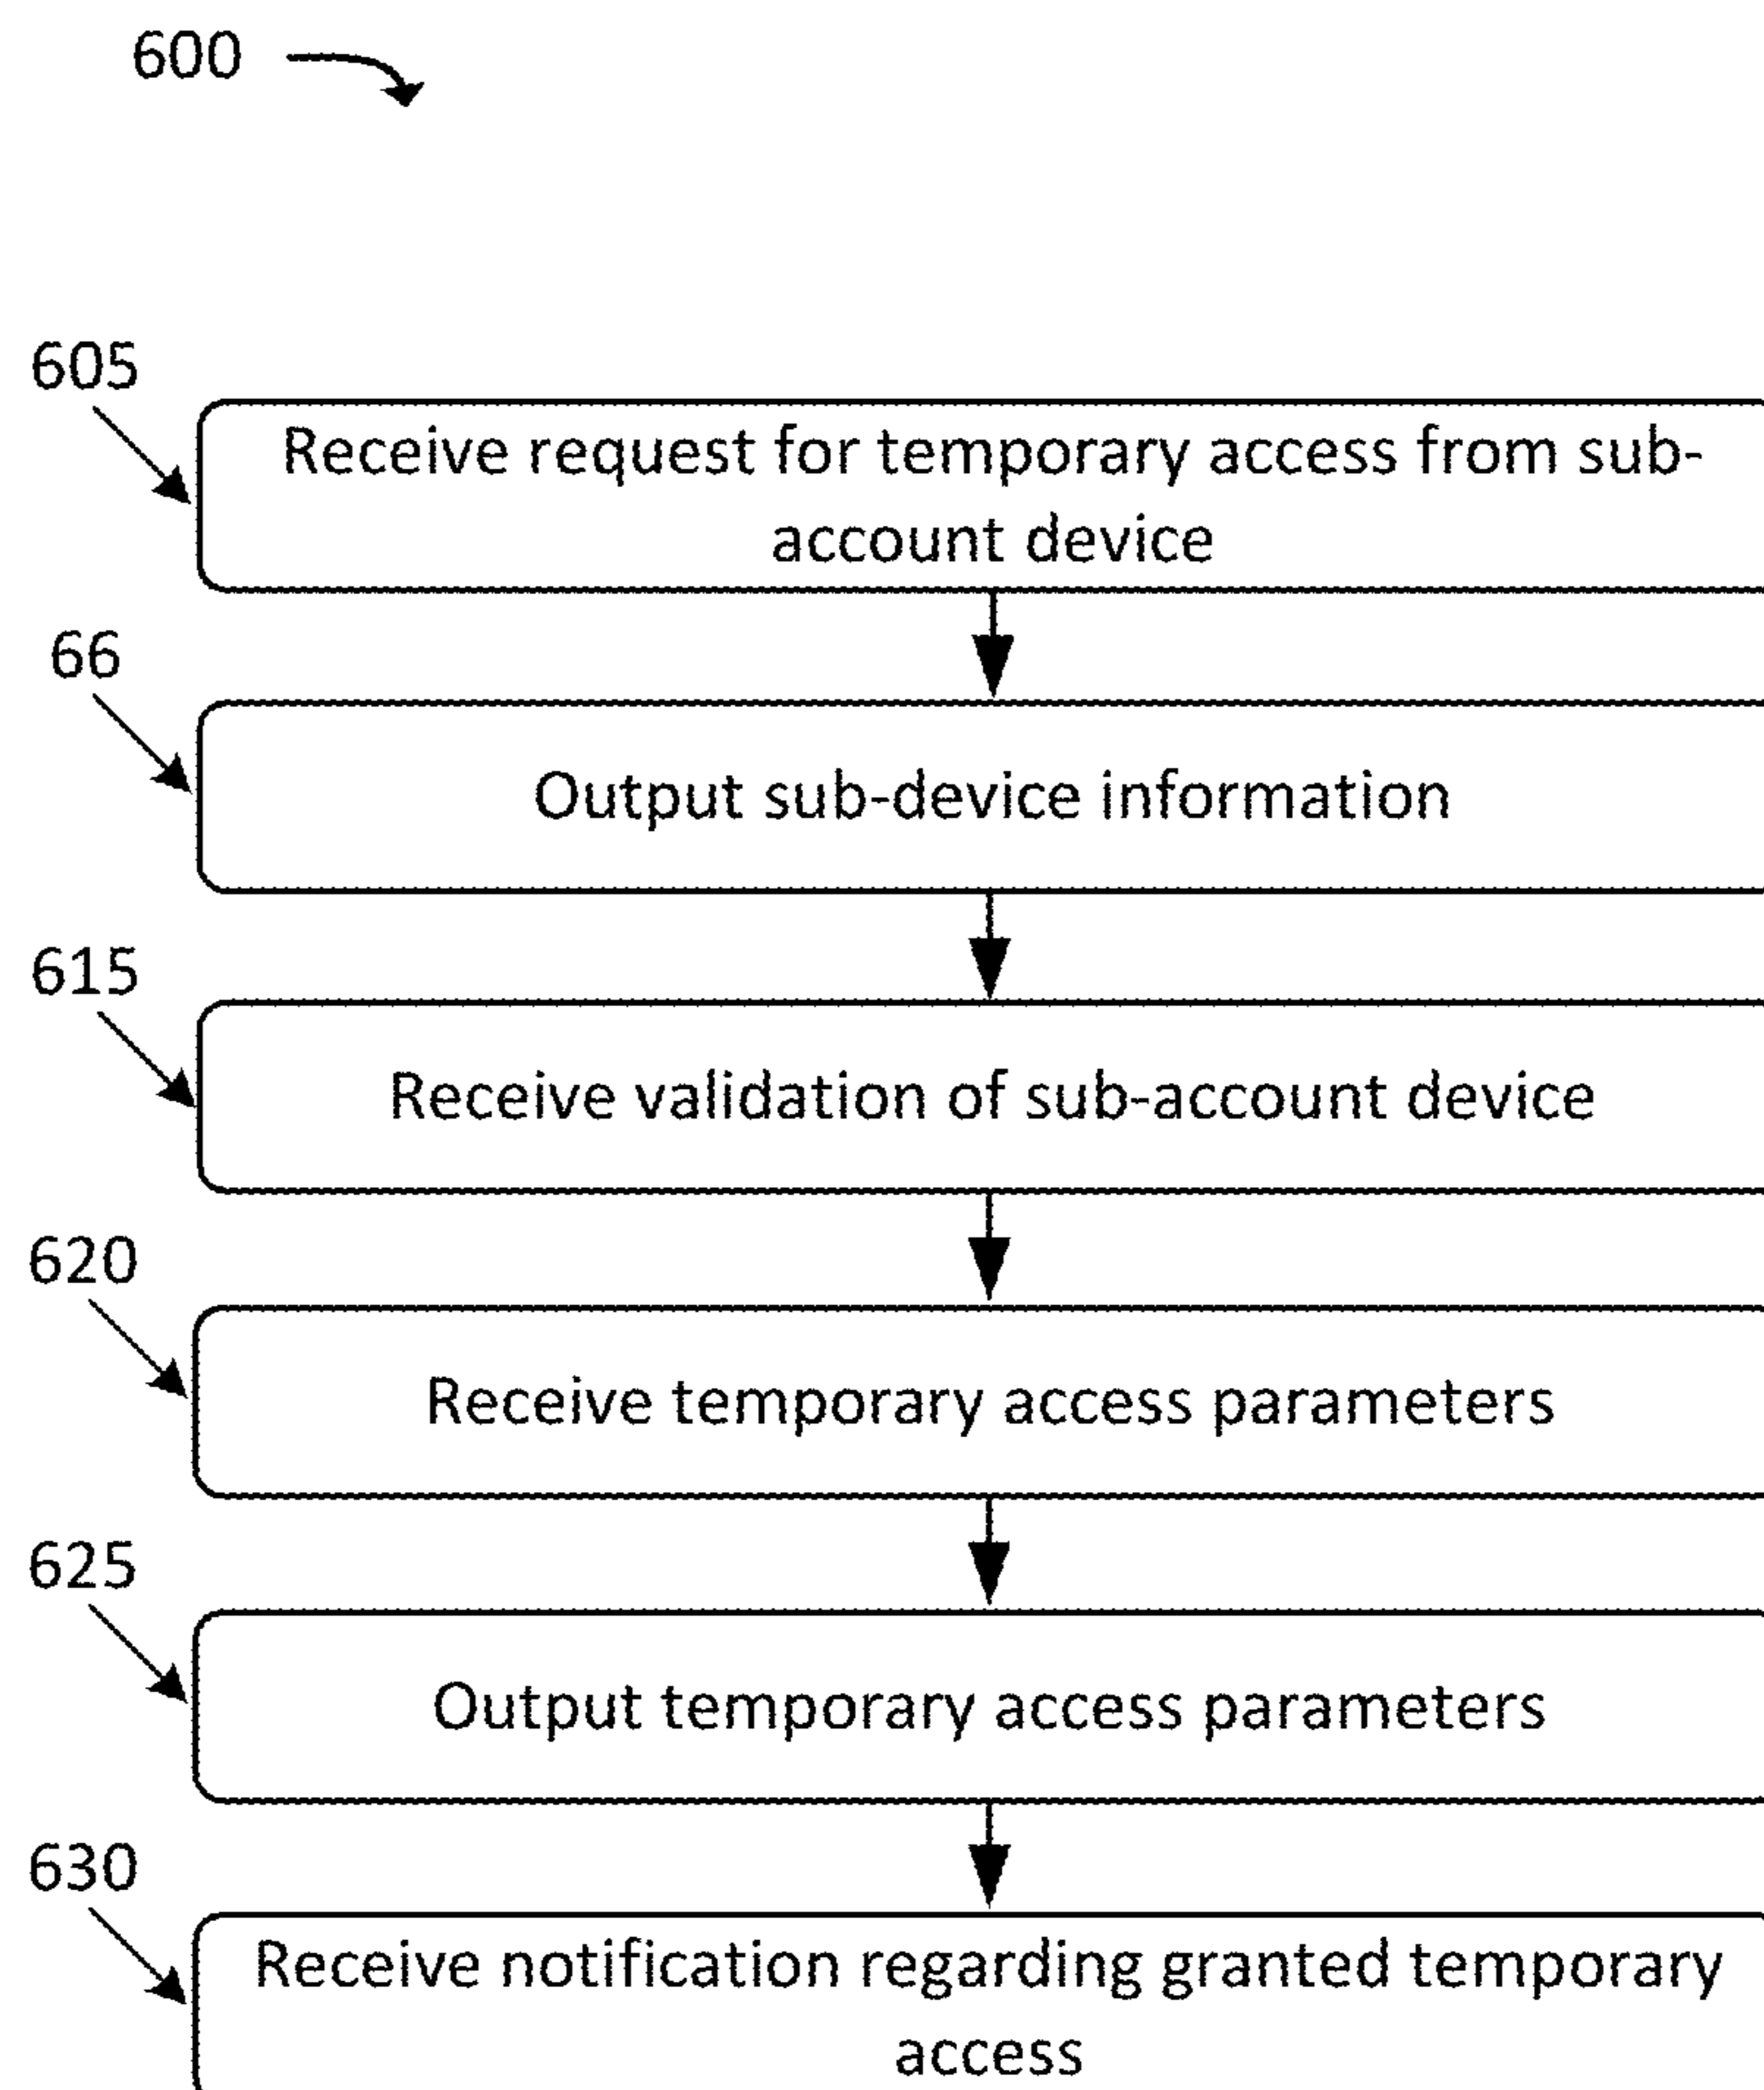 600
605
Receive request for temporary access from sub-
account device
66
Output sub-device information
615
Receive validation of sub-account device
620
Receive temporary access parameters
625
Output temporary access parameters
630
Receive notification regarding granted temporary
access